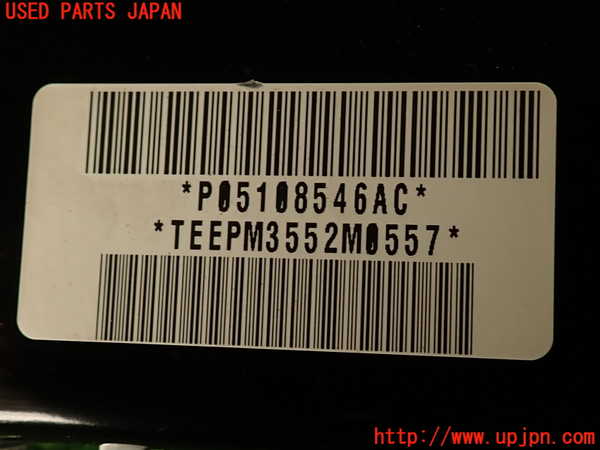 USED PARTS JAPAN
*P05108546AC*
*TEEPM3552M0557*
http://www.upjpn.com